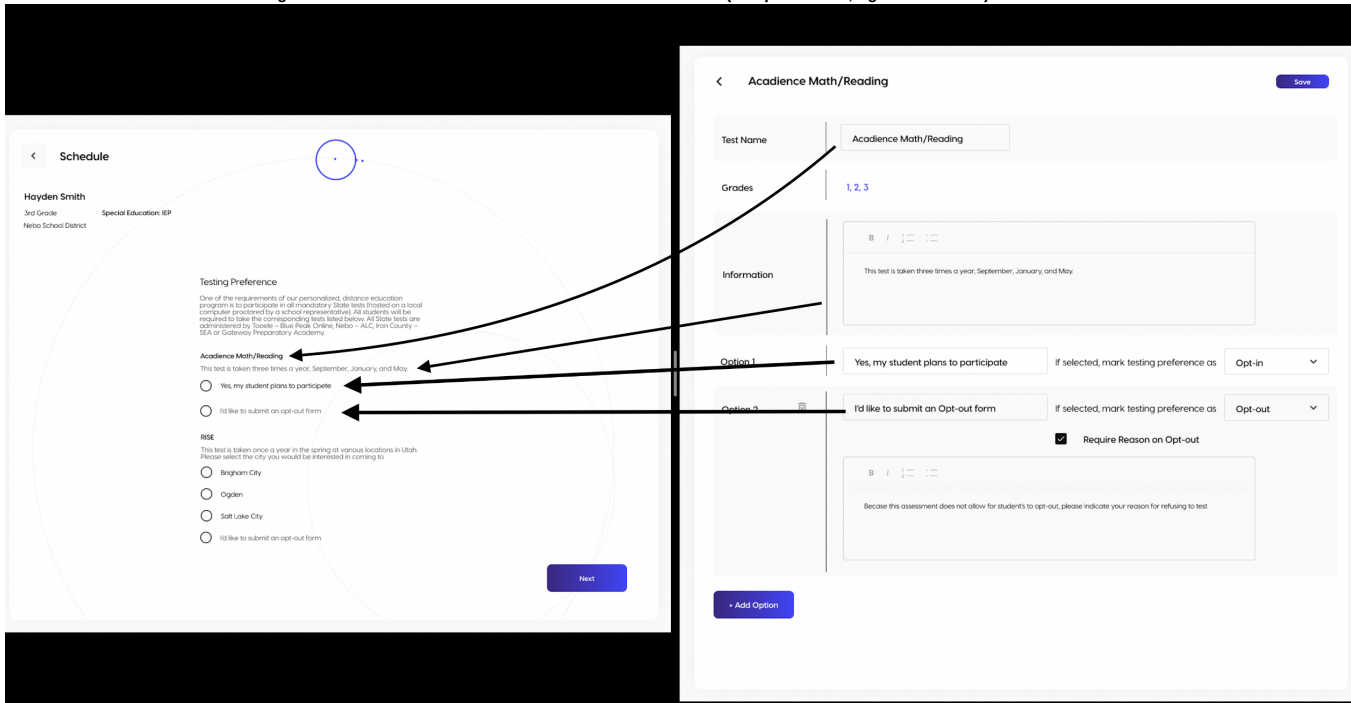 Schedule
Hayden Smith
3rd Grade Special Education: IEP
Nebo School District
Testing Preference
One of the requirements of our personalized, distance education
program is to participate in all mandatory State tests (hosted on a local
computer proctored by a school representative). All students will be
required to take the corresponding tests listed below. All State tests are
administered by Tooele – Blue Peak Online, Nebo – ALC, Iron County –
SEA or Gateway Preparatory Academy.
Acadience Math/Reading
This test is taken three times a year, September, January, and May.
Yes, my student plans to participate
I'd like to submit an opt-out form
RISE
This test is taken once a year in the spring at various locations in Utah.
Please select the city you would be interested in coming to.
Brigham City
Ogden
Salt Lake City
I'd like to submit an opt-out form
Next
Acadience Math/Reading
Save
Test Name
Acadience Math/Reading
Grades
1, 2, 3
B I
Information
This test is taken three times a year, September, January, and May.
Option 1
Yes, my student plans to participate
If selected, mark testing preference as
Opt-in
Option 2
I'd like to submit an Opt-out form
If selected, mark testing preference as
Opt-out
Require Reason on Opt-out
B I
Becase this assessment does not allow for student's to opt-out, please indicate your reason for refusing to test
+ Add Option